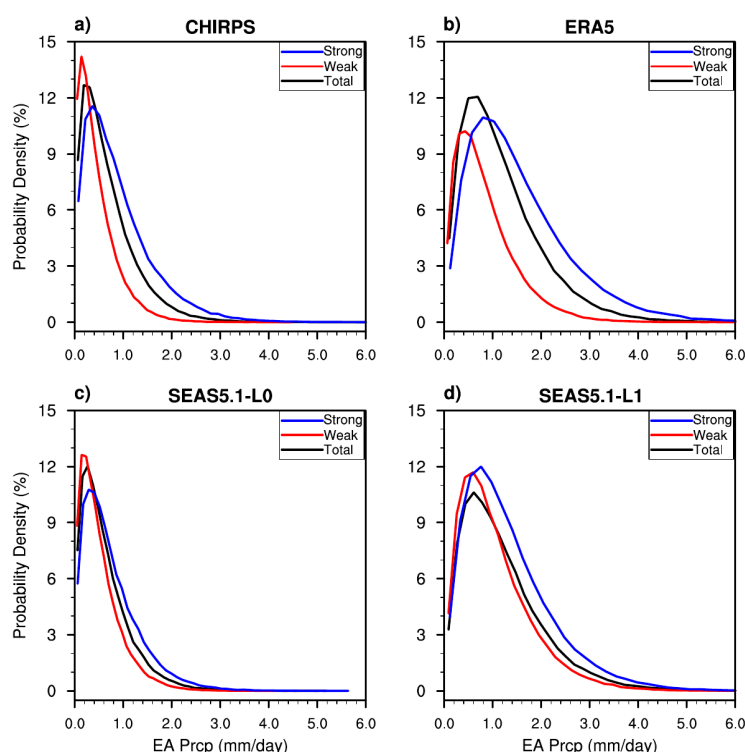 a) CHIRPS
b) ERA5
Probability Density (%)
15
12
9
6
3
0
Strong
Weak
Total
0.0 1.0 2.0 3.0 4.0 5.0 6.0
15
12
9
6
3
0
Strong
Weak
Total
0.0 1.0 2.0 3.0 4.0 5.0 6.0
c) SEAS5.1-L0
d) SEAS5.1-L1
Probability Density (%)
15
12
9
6
3
0
Strong
Weak
Total
0.0 1.0 2.0 3.0 4.0 5.0 6.0
EA Prcp (mm/day)
15
12
9
6
3
0
Strong
Weak
Total
0.0 1.0 2.0 3.0 4.0 5.0 6.0
EA Prcp (mm/day)